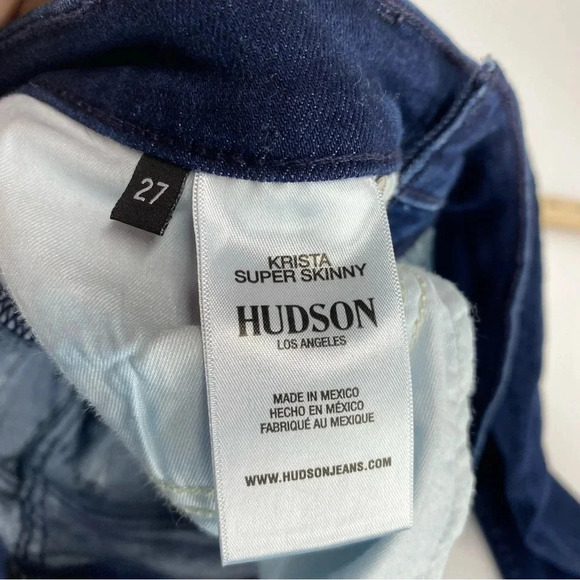 27
KRISTA
SUPER SKINNY
HUDSON
LOS ANGELES
MADE IN MEXICO
HECHO EN MÉXICO
FABRIQUÉ AU MEXIQUE
WWW.HUDSONJEANS.COM